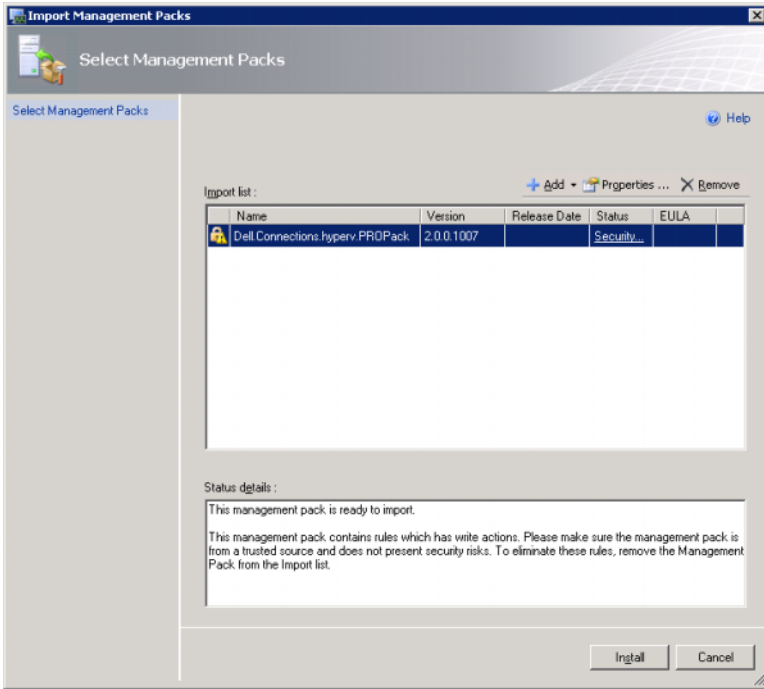 Import Management Packs
Select Management Packs
Select Management Packs
Help
Import list :
Add
Properties ...
Remove
Name Version Release Date Status EULA
Dell.Connections.hyperv.PROPack 2.0.0.1007 Security...
Status details :
This management pack is ready to import.
This management pack contains rules which has write actions. Please make sure the management pack is
from a trusted source and does not present security risks. To eliminate these rules, remove the Management
Pack from the Import list.
Install
Cancel